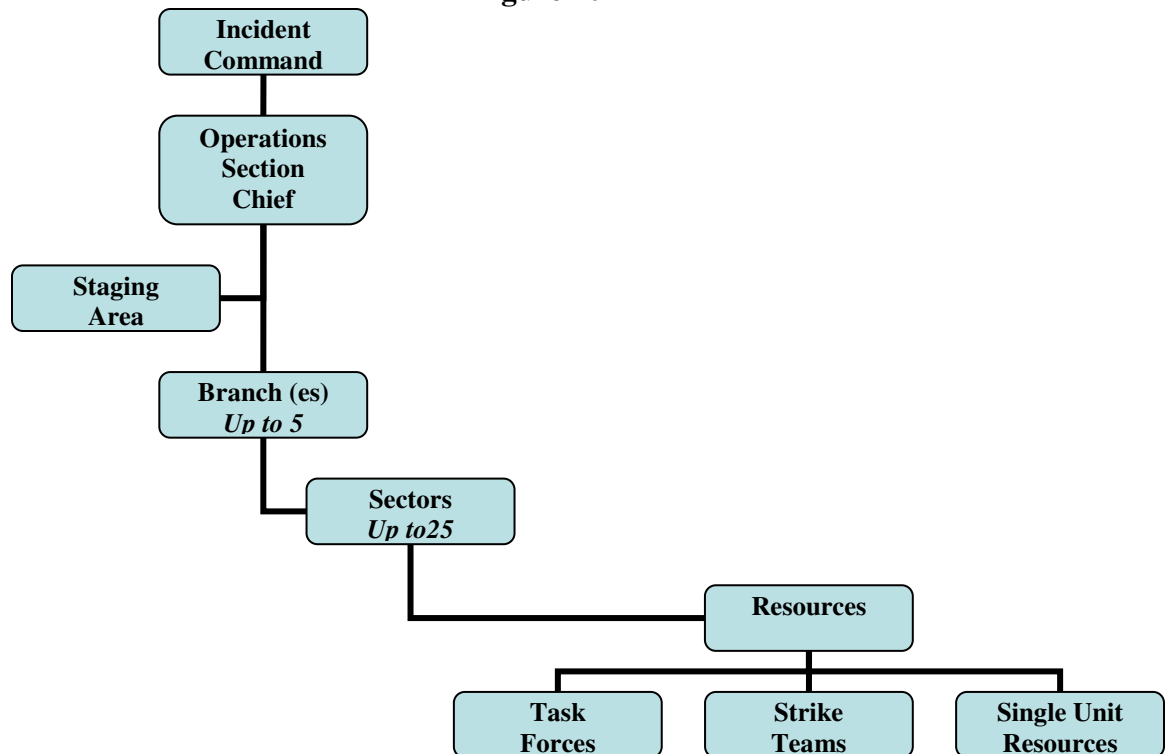 Incident
Command
Operations
Section
Chief
Staging
Area
Branch (es)
Up to 5
Sectors
Up to25
Resources
Task
Forces
Strike
Teams
Single Unit
Resources